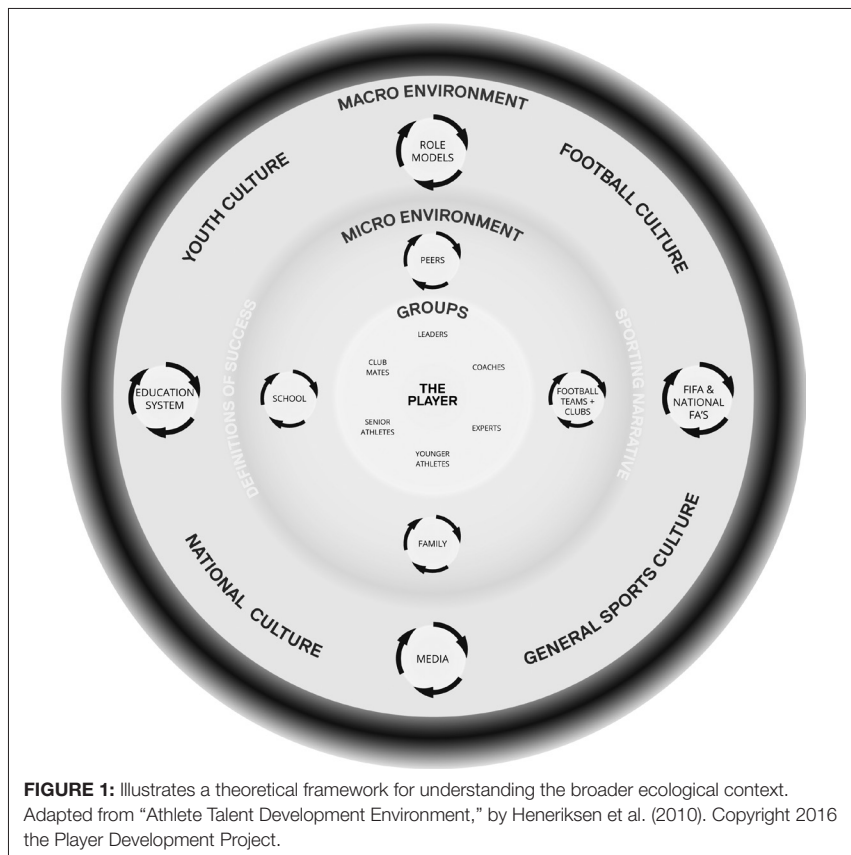 MACRO ENVIRONMENT
ROLE
MODELS
YOUTH CULTURE
FOOTBALL CULTURE
MICRO ENVIRONMENT
PEERS
GROUPS
LEADERS
CLUB
MATES
COACHES
THE
PLAYER
SENIOR
ATHLETES
EXPERTS
YOUNGER
ATHLETES
DEFINITIONS OF SUCCESS
SPORTING NARRATIVE
EDUCATION
SYSTEM
SCHOOL
FOOTBALL
TEAMS +
CLUBS
FIFA &
NATIONAL
FA'S
FAMILY
NATIONAL CULTURE
GENERAL SPORTS CULTURE
MEDIA
FIGURE 1: Illustrates a theoretical framework for understanding the broader ecological context.
Adapted from “Athlete Talent Development Environment,” by Heneriksen et al. (2010). Copyright 2016
the Player Development Project.